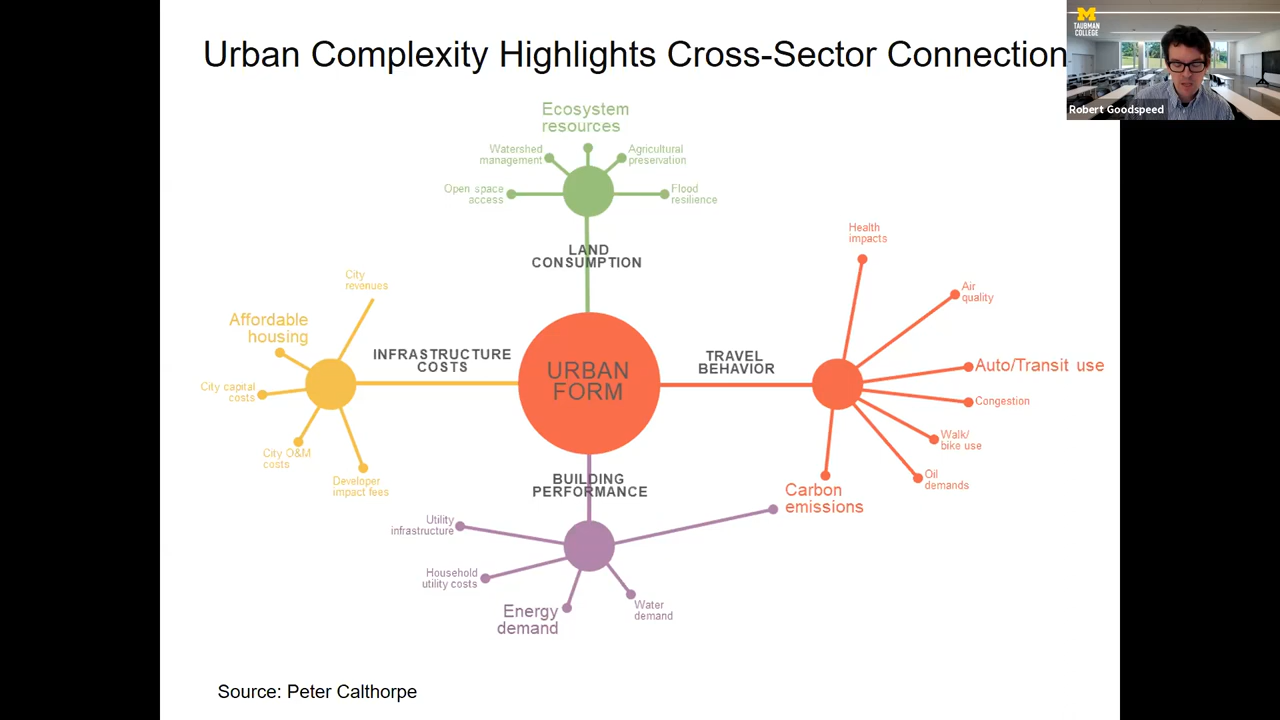 Urban Complexity Highlights Cross-Sector Connection
M
TAUBMAN
COLLEGE
Robert Goodspeed
Ecosystem
resources
Watershed
management
Agricultural
preservation
Open space
access
Flood
resilience
LAND
CONSUMPTION
Health
impacts
City
revenues
Air
quality
Affordable
housing
INFRASTRUCTURE
COSTS
URBAN
FORM
TRAVEL
BEHAVIOR
Auto/Transit use
City capital
costs
Congestion
Walk/
bike use
City O&M
costs
Developer
impact fees
BUILDING
PERFORMANCE
Oil
demands
Carbon
emissions
Utility
infrastructure
Household
utility costs
Energy
demand
Water
demand
Source: Peter Calthorpe